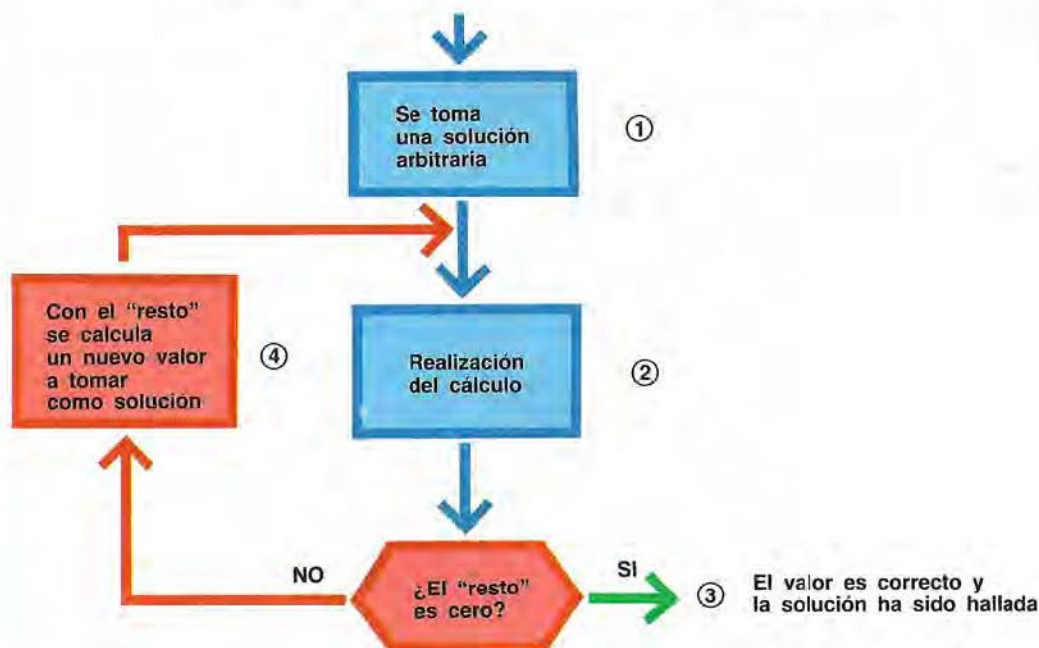 Se toma
una solución
arbitraria
①
Con el "resto"
se calcula
un nuevo valor
a tomar
como solución
④
Realización
del cálculo
②
NO
¿El "resto"
es cero?
SI
③
El valor es correcto y
la solución ha sido hallada